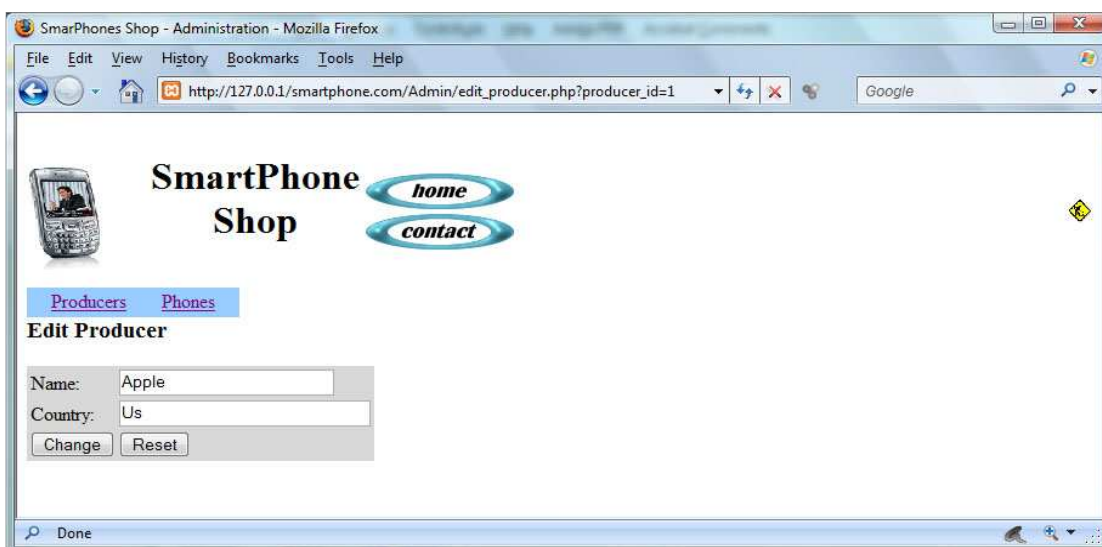 SmarPhones Shop - Administration - Mozilla Firefox
File Edit View History Bookmarks Tools Help
http://127.0.0.1/smartphone.com/Admin/edit_producer.php?producer_id=1
Google
SmartPhone
Shop
home
contact
Producers Phones
Edit Producer
Name: Apple
Country: Us
Change Reset
Done